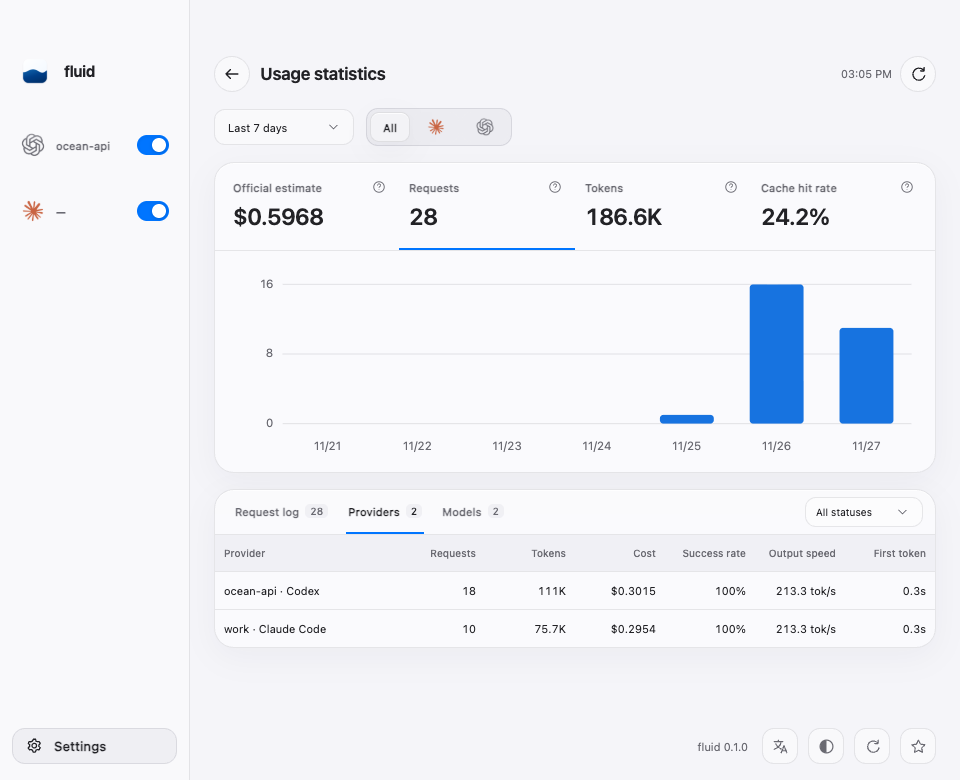 fluid
Usage statistics
03:05 PM
ocean-api
—
Last 7 days
All
Official estimate
Requests
Tokens
Cache hit rate
$0.5968
28
186.6K
24.2%
16
8
0
11/21
11/22
11/23
11/24
11/25
11/26
11/27
Request log 28
Providers 2
Models 2
All statuses
Provider Requests Tokens Cost Success rate Output speed First token
ocean-api · Codex 18 111K $0.3015 100% 213.3 tok/s 0.3s
work · Claude Code 10 75.7K $0.2954 100% 213.3 tok/s 0.3s
Settings
fluid 0.1.0